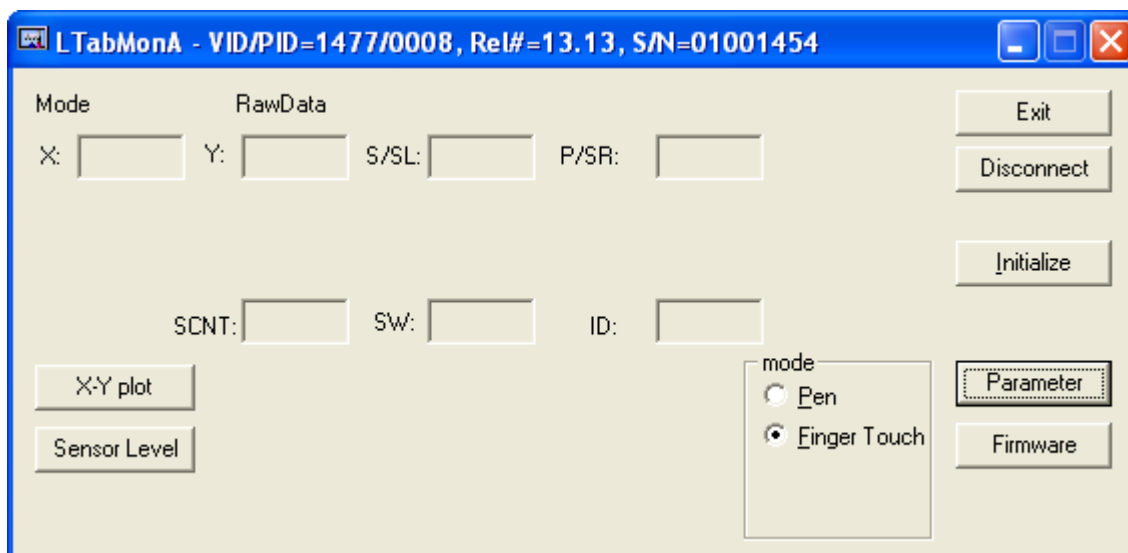 LTabMonA - VID/PID=1477/0008, Rel#=13.13, S/N=01001454
Mode RawData Exit
X: Y: S/SL: P/SR:
Disconnect
Initialize
SCNT: SW: ID:
mode
X-Y plot Pen Parameter
Sensor Level Finger Touch Firmware